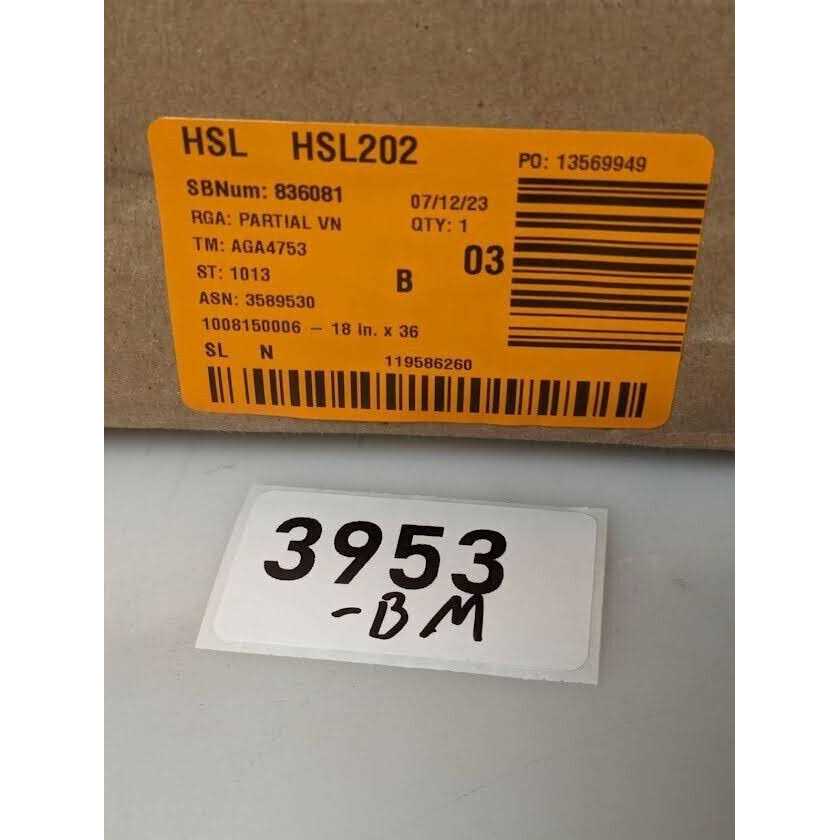 HSL HSL202
PO: 13569949
SBNum: 836081
07/12/23
RGA: PARTIAL VN
QTY: 1
TM: AGA4753
03
ST: 1013
B
ASN: 3589530
1008150006 – 18 in. x 36
SL N
119586260
3953
-BM